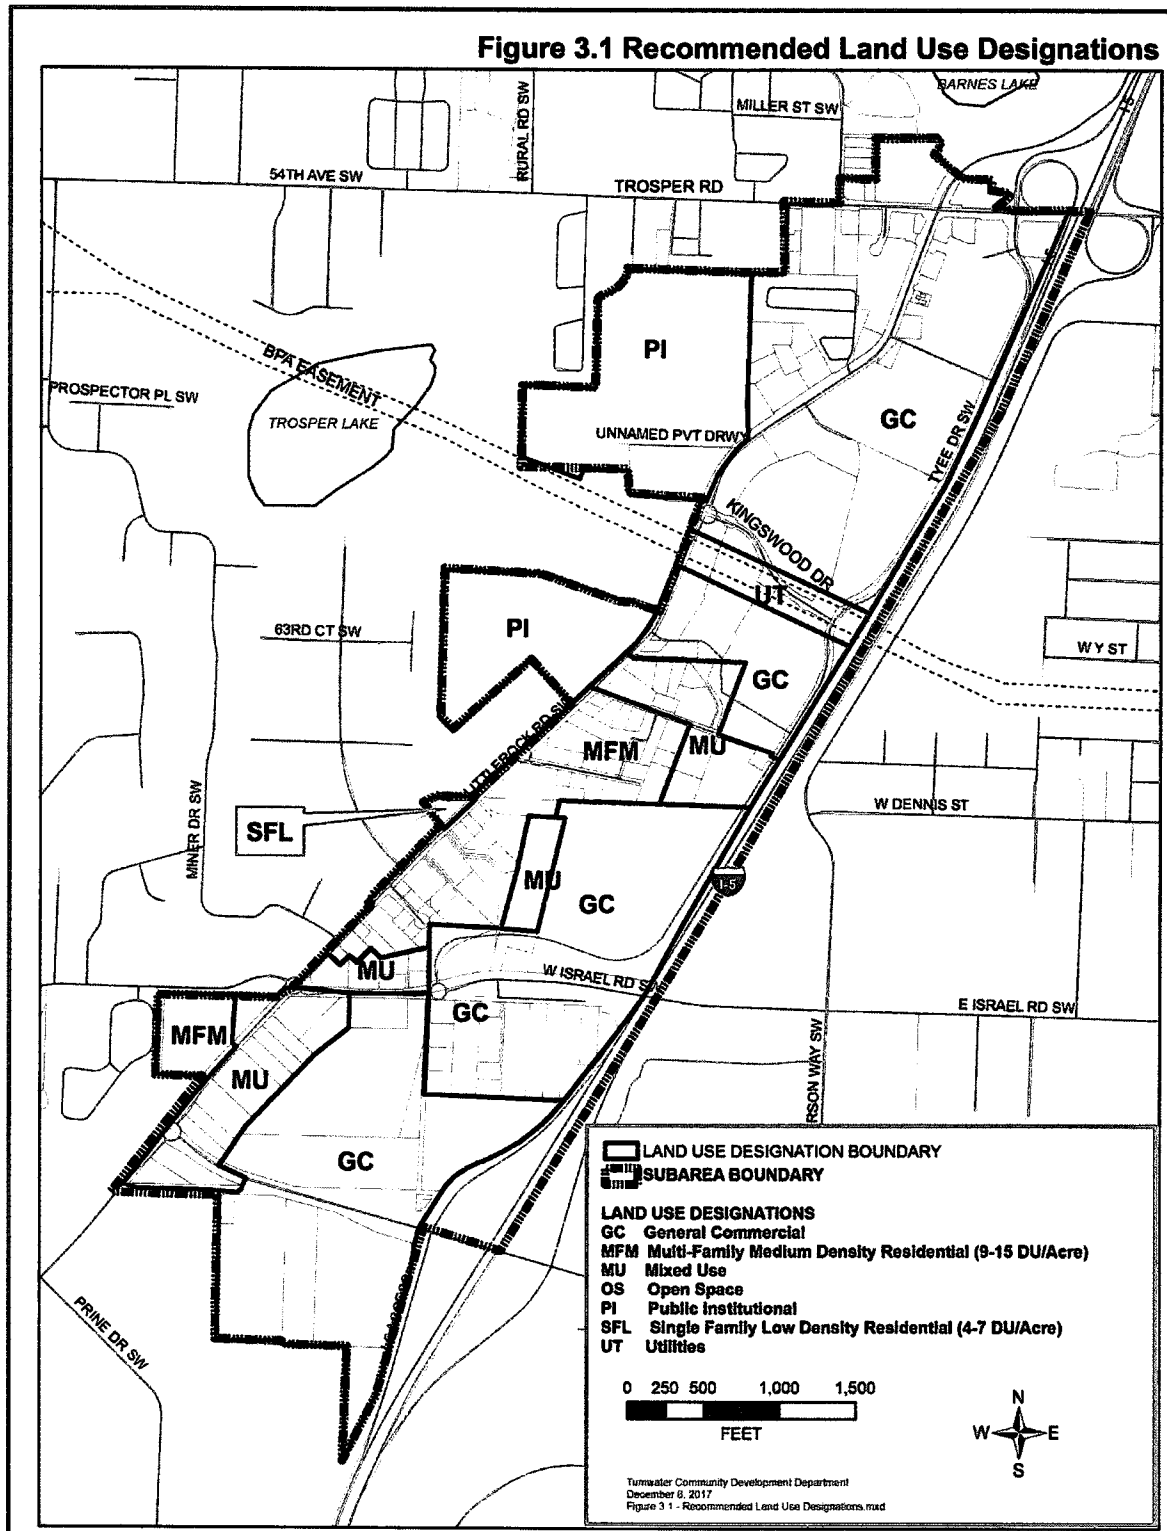 Figure 3.1 Recommended Land Use Designations
BARNES LAKE
I5
MILLER ST SW
RURAL RD SW
54TH AVE SW
TROSPER RD
PI
BPA EASEMENT
PROSPECTOR PL SW
TROSPER LAKE
GC
UNNAMED PVT DRWY
TYEE DR SW
KINGSWOOD DR
UT
PI
63RD CT SW
W Y ST
GC
MFM
MU
LITTLEROCK RD SW
W DENNIS ST
SFL
MINER DR SW
MU
I-5
GC
MU
W ISRAEL RD S
E ISRAEL RD SW
GC
MFM
MU
RSON WAY SW
GC
PRINE DR SW
LAND USE DESIGNATION BOUNDARY
SUBAREA BOUNDARY
LAND USE DESIGNATIONS
GC General Commercial
MFM Multi-Family Medium Density Residential (9-15 DU/Acre)
MU Mixed Use
OS Open Space
PI Public Institutional
SFL Single Family Low Density Residential (4-7 DU/Acre)
UT Utilities
0 250 500 1,000 1,500
FEET
N
W E
S
Tumwater Community Development Department
December 6, 2017
Figure 3 1 - Recommended Land Use Designations.mxd